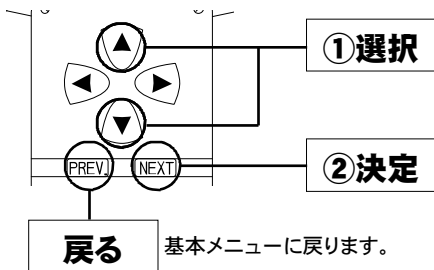 ①選択
PREV.
NEXT
②決定
戻る
基本メニューに戻ります。